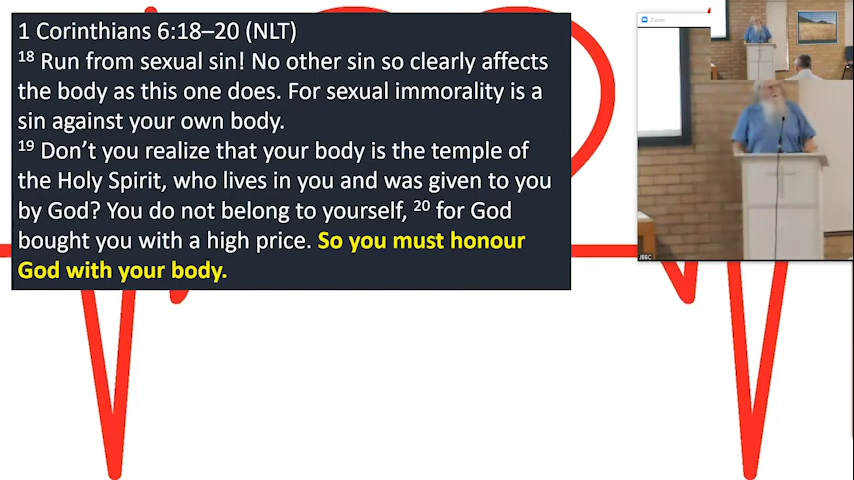 1 Corinthians 6:18–20 (NLT)
18 Run from sexual sin! No other sin so clearly affects
the body as this one does. For sexual immorality is a
sin against your own body.
19 Don’t you realize that your body is the temple of
the Holy Spirit, who lives in you and was given to you
by God? You do not belong to yourself, 20 for God
bought you with a high price. So you must honour
God with your body.
Zoom